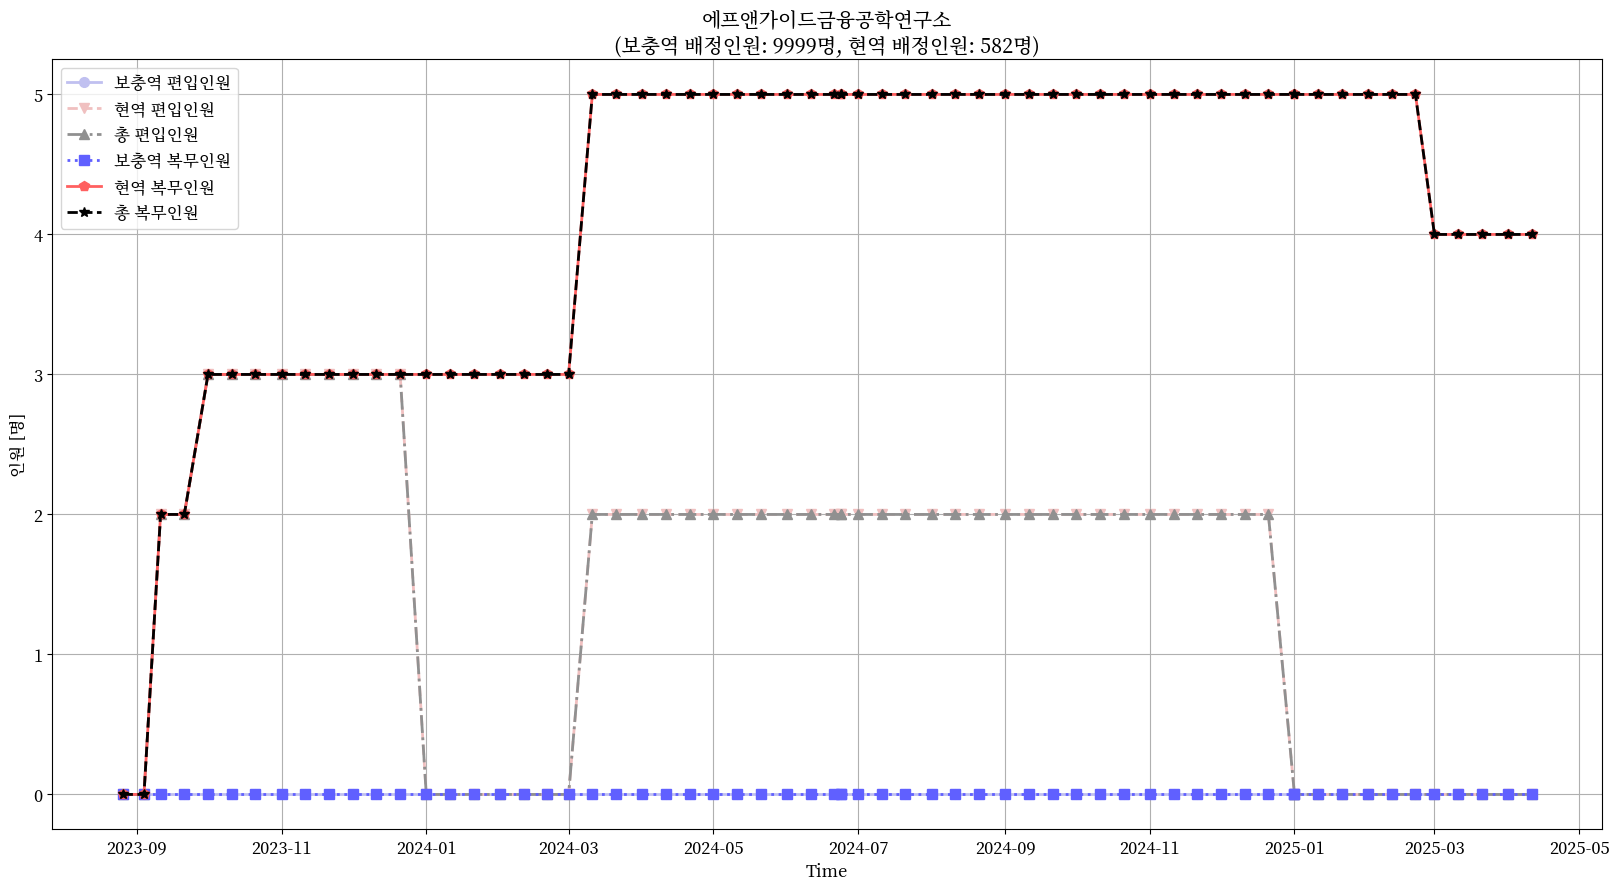 에프앤가이드금융공학연구소
(보충역 배정인원: 9999명, 현역 배정인원: 582명)
보충역 편입인원
현역 편입인원
총 편입인원
보충역 복무인원
현역 복무인원
총 복무인원
인원 [명]
5
4
3
2
1
0
2023-09
2023-11
2024-01
2024-03
2024-05
2024-07
2024-09
2024-11
2025-01
2025-03
2025-05
Time